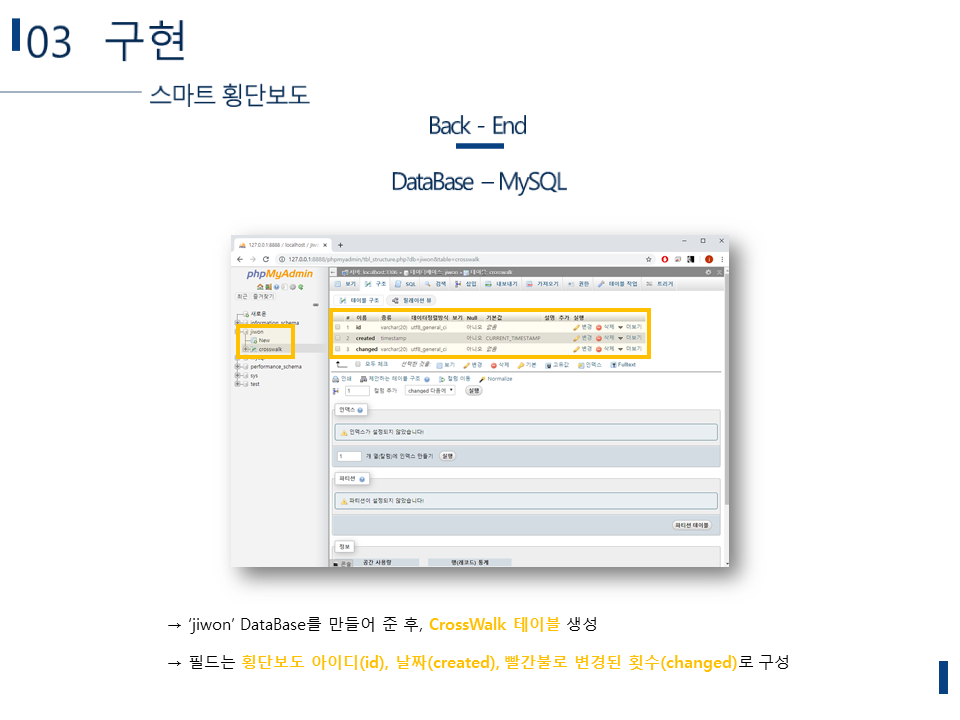 03 구현
스마트 횡단보도
Back - End
DataBase – MySQL
127.0.0.1:8888 / localhost / jiwo
127.0.0.1:8888/phpmyadmin/tbl_structure.php?db=jiwon&table=crosswalk
phpMyAdmin
최근 즐겨찾기
새로운
information_schema
jiwon
New
crosswalk
performance_schema
sys
test
서버: localhost:3306 » 데이터베이스: jiwon » 테이블: crosswalk
보기 구조 SQL 검색 삽입 내보내기 가져오기 권한 테이블 작업 트리거
테이블 구조 릴레이션 뷰
# 이름 종류 데이터정렬방식 보기 Null 기본값 설명 추가 실행
1 id varchar(20) utf8_general_ci 아니오 없음 변경 삭제 더보기
2 created timestamp 아니오 CURRENT_TIMESTAMP 변경 삭제 더보기
3 changed varchar(20) utf8_general_ci 아니오 없음 변경 삭제 더보기
모두 체크 선택한 것을: 보기 변경 삭제 기본 고유값 인덱스 Fulltext
인쇄 제안하는 테이블 구조 컬럼 이동 Normalize
1 컬럼 추가 changed 다음에 실행
인덱스
인덱스가 설정되지 않았습니다!
1 개 열(칼럼)에 인덱스 만들기 실행
파티션
파티션이 설정되지 않았습니다!
파티션 테이블
정보
콘솔 공간 사용량 행(레코드) 통계
→ ‘jiwon’ DataBase를 만들어 준 후, CrossWalk 테이블 생성
→ 필드는 횡단보도 아이디(id), 날짜(created), 빨간불로 변경된 횟수(changed)로 구성